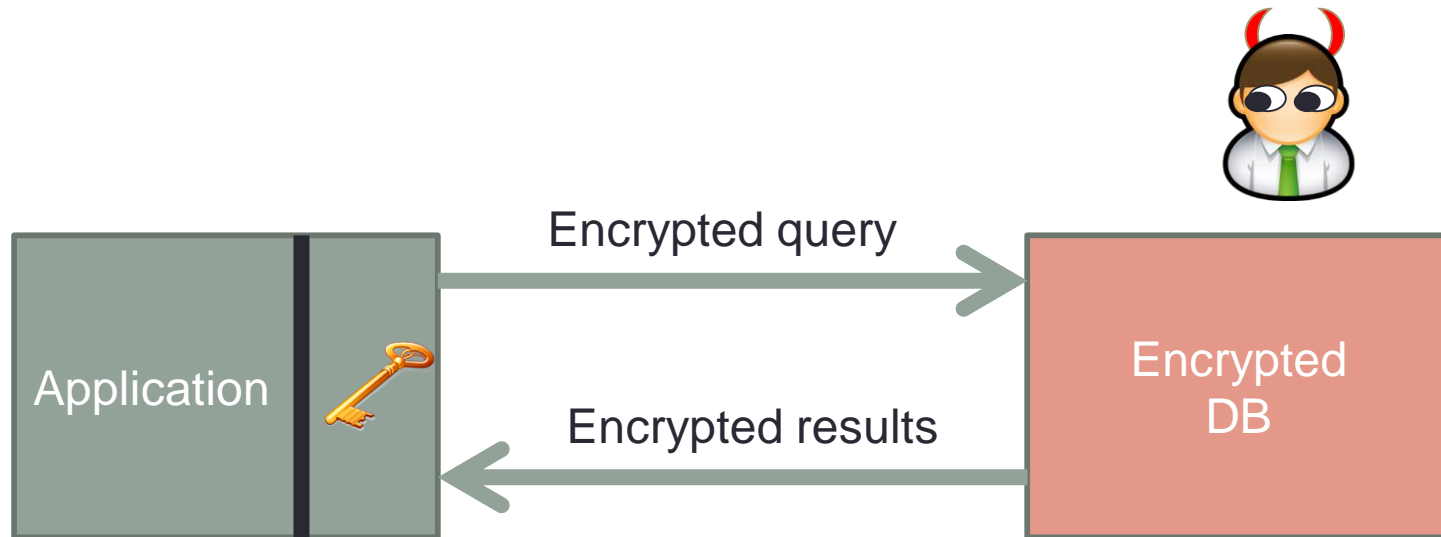 Encrypted query
Application
Encrypted results
Encrypted
DB